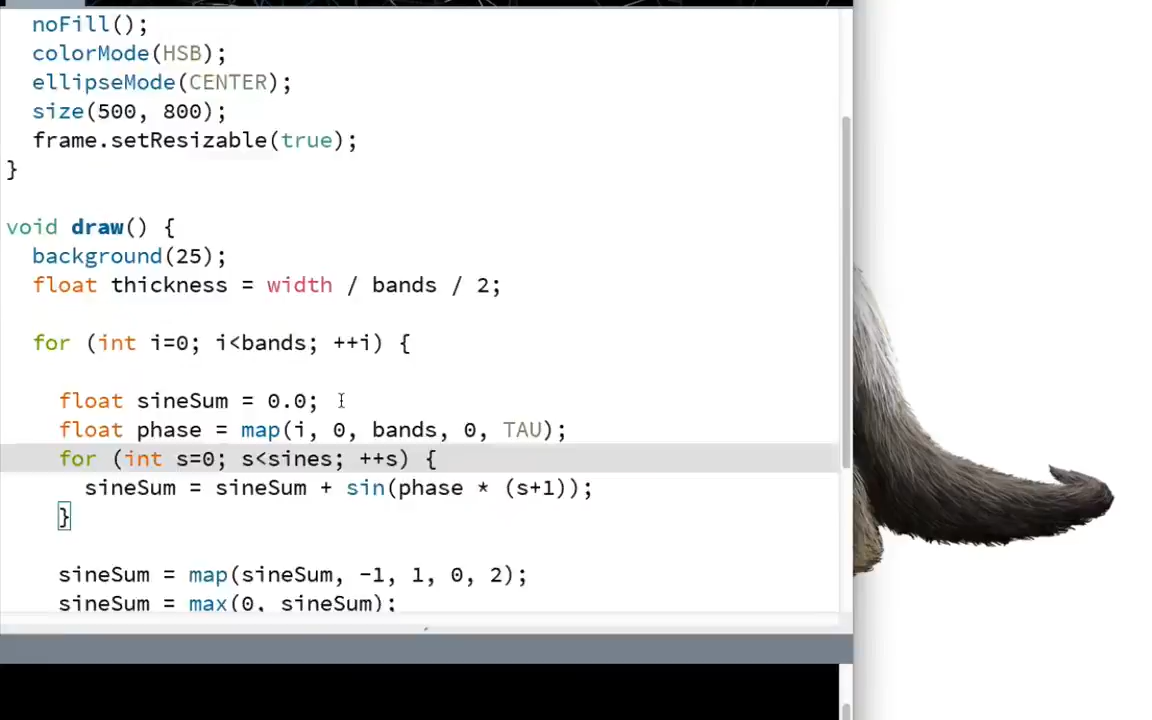 noFill();
colorMode(HSB);
ellipseMode(CENTER);
size(500, 800);
frame.setResizable(true);
}
void draw() {
background(25);
float thickness = width / bands / 2;
for (int i=0; i<bands; ++i) {
float sineSum = 0.0;
float phase = map(i, 0, bands, 0, TAU);
for (int s=0; s<sines; ++s) {
sineSum = sineSum + sin(phase * (s+1));
}
sineSum = map(sineSum, -1, 1, 0, 2);
sineSum = max(0, sineSum);